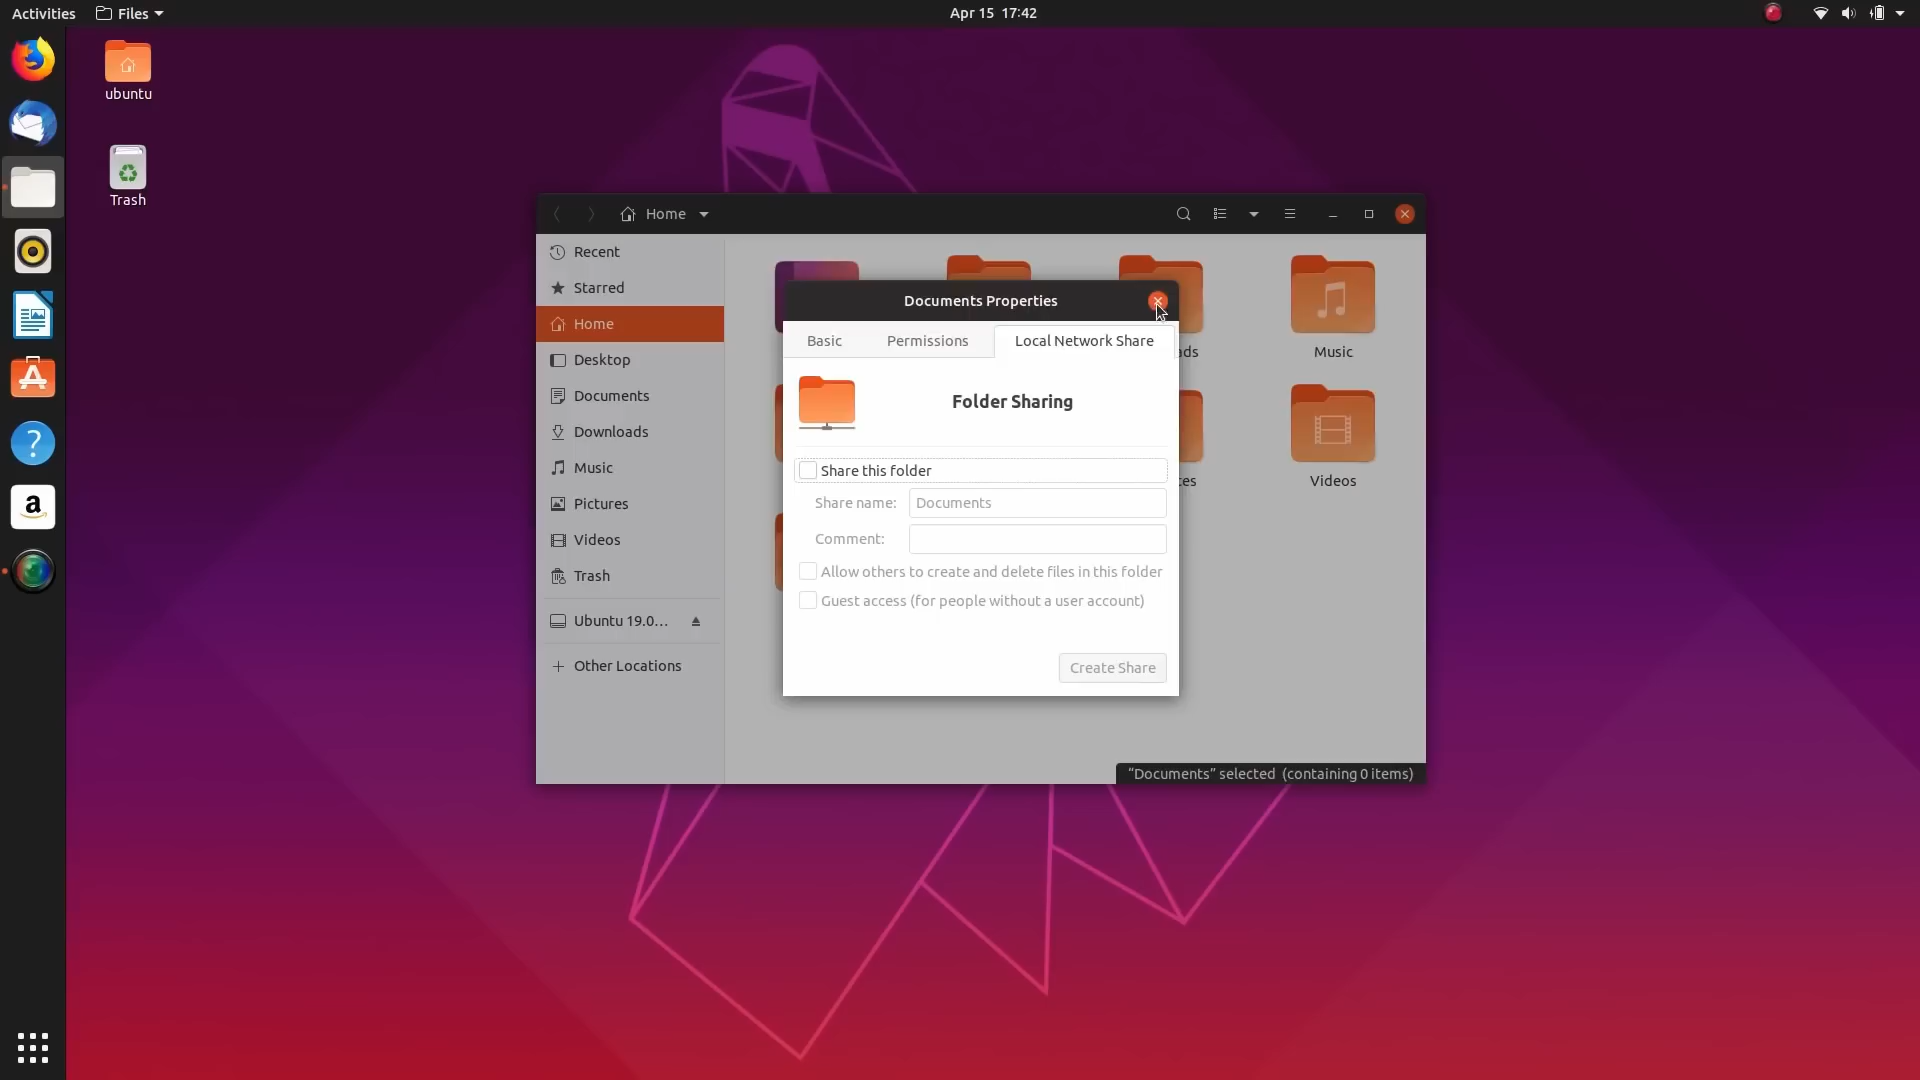 Activities
Files
Apr 15 17:42
ubuntu
Trash
Home
Recent
Starred
Home
Desktop
Documents
Downloads
Music
Pictures
Videos
Trash
Ubuntu 19.0…
Other Locations
ads
Music
ces
Videos
Documents Properties
Basic
Permissions
Local Network Share
Folder Sharing
Share this folder
Share name:
Documents
Comment:
Allow others to create and delete files in this folder
Guest access (for people without a user account)
Create Share
“Documents” selected (containing 0 items)
?
a